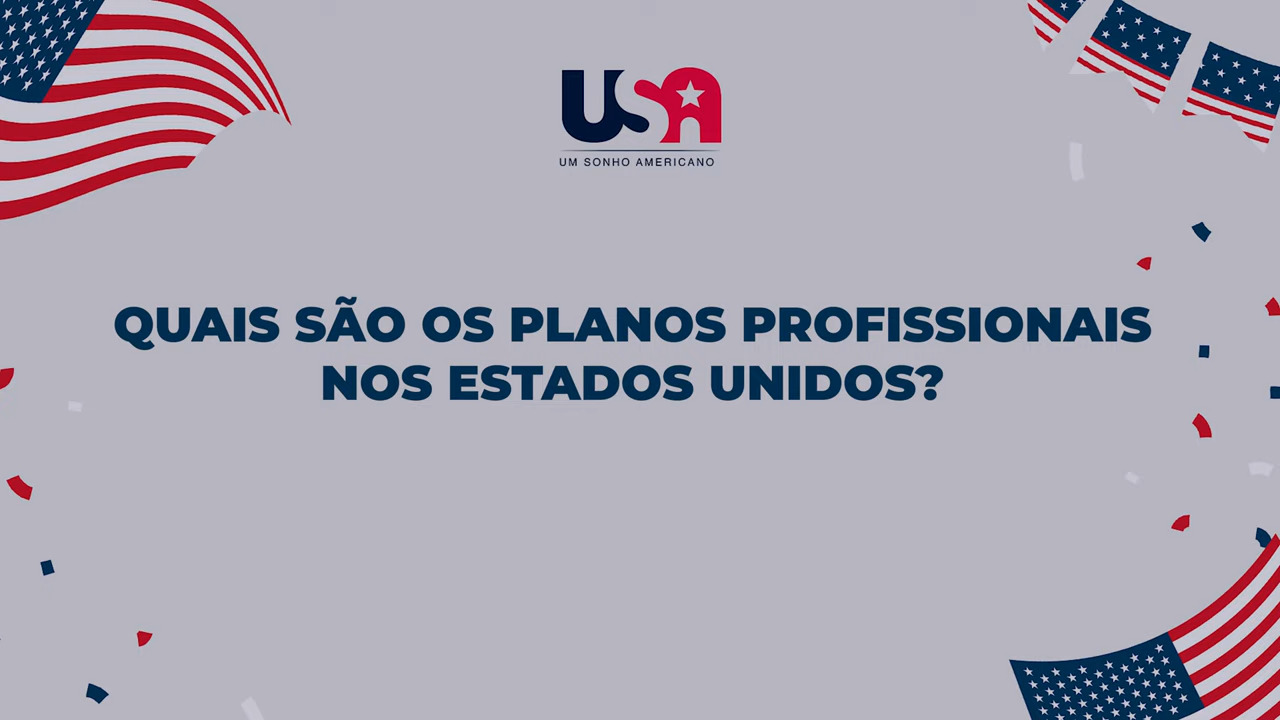 USA
UM SONHO AMERICANO
QUAIS SÃO OS PLANOS PROFISSIONAIS
NOS ESTADOS UNIDOS?